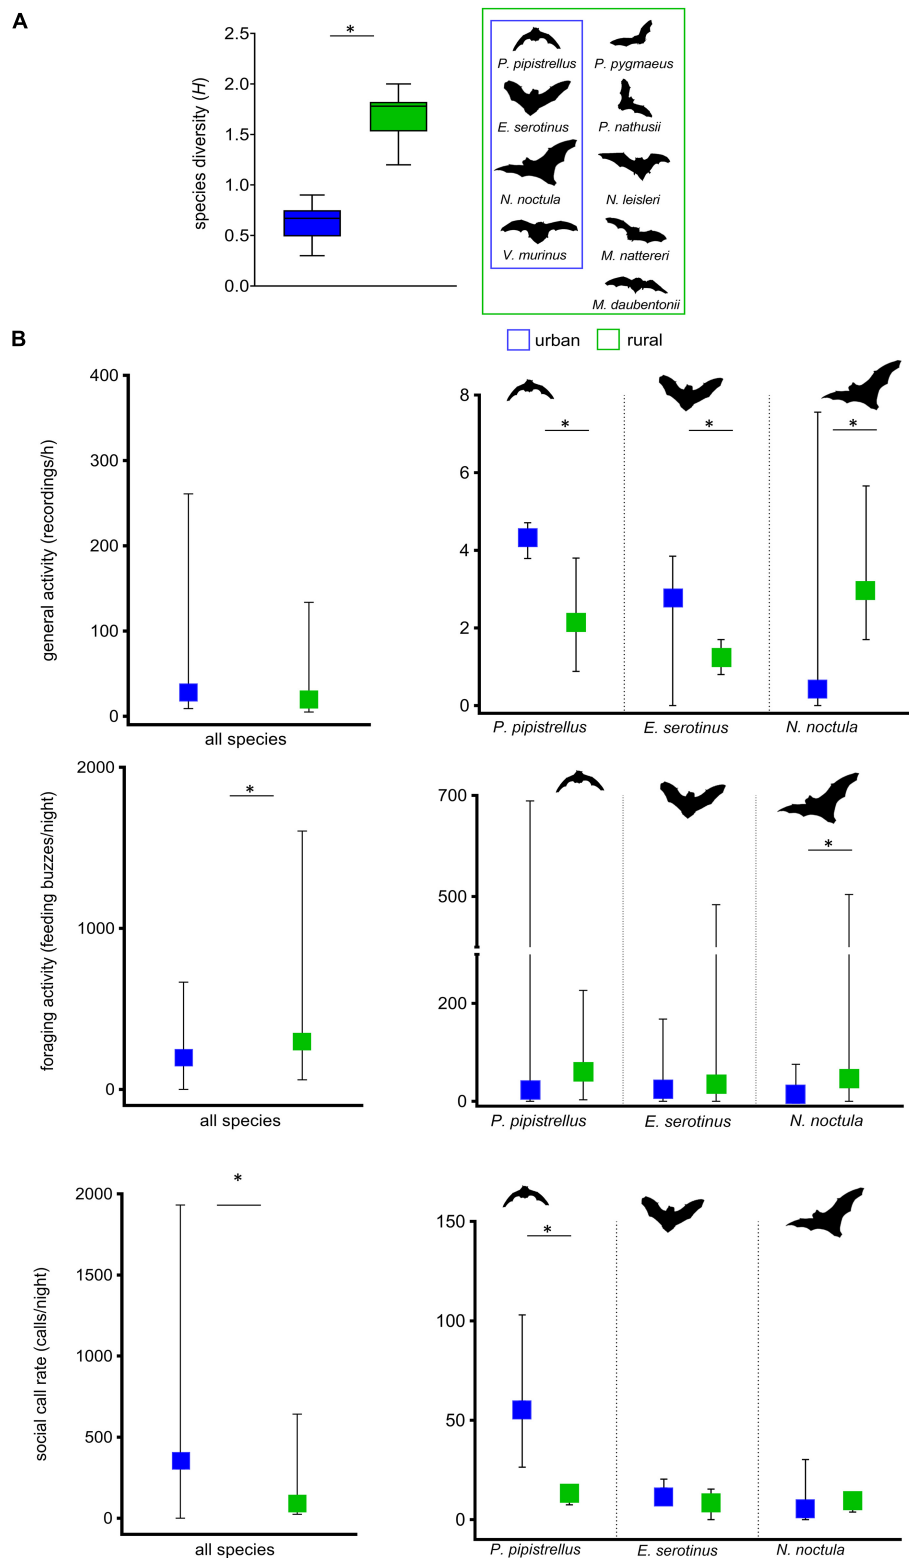 A
*
2.5
2.0
1.5
1.0
0.5
0.0
species diversity (H)
P. pipistrellus
P. pygmaeus
E. serotinus
P. nathusii
N. noctula
N. leisleri
V. murinus
M. nattereri
M. daubentonii
B
urban
rural
400
300
200
100
0
general activity (recordings/h)
all species
8
6
4
2
0
*
*
*
P. pipistrellus
E. serotinus
N. noctula
2000
1000
0
foraging activity (feeding buzzes/night)
*
all species
700
500
200
0
*
P. pipistrellus
E. serotinus
N. noctula
2000
1500
1000
500
0
social call rate (calls/night)
*
all species
150
100
50
0
*
P. pipistrellus
E. serotinus
N. noctula